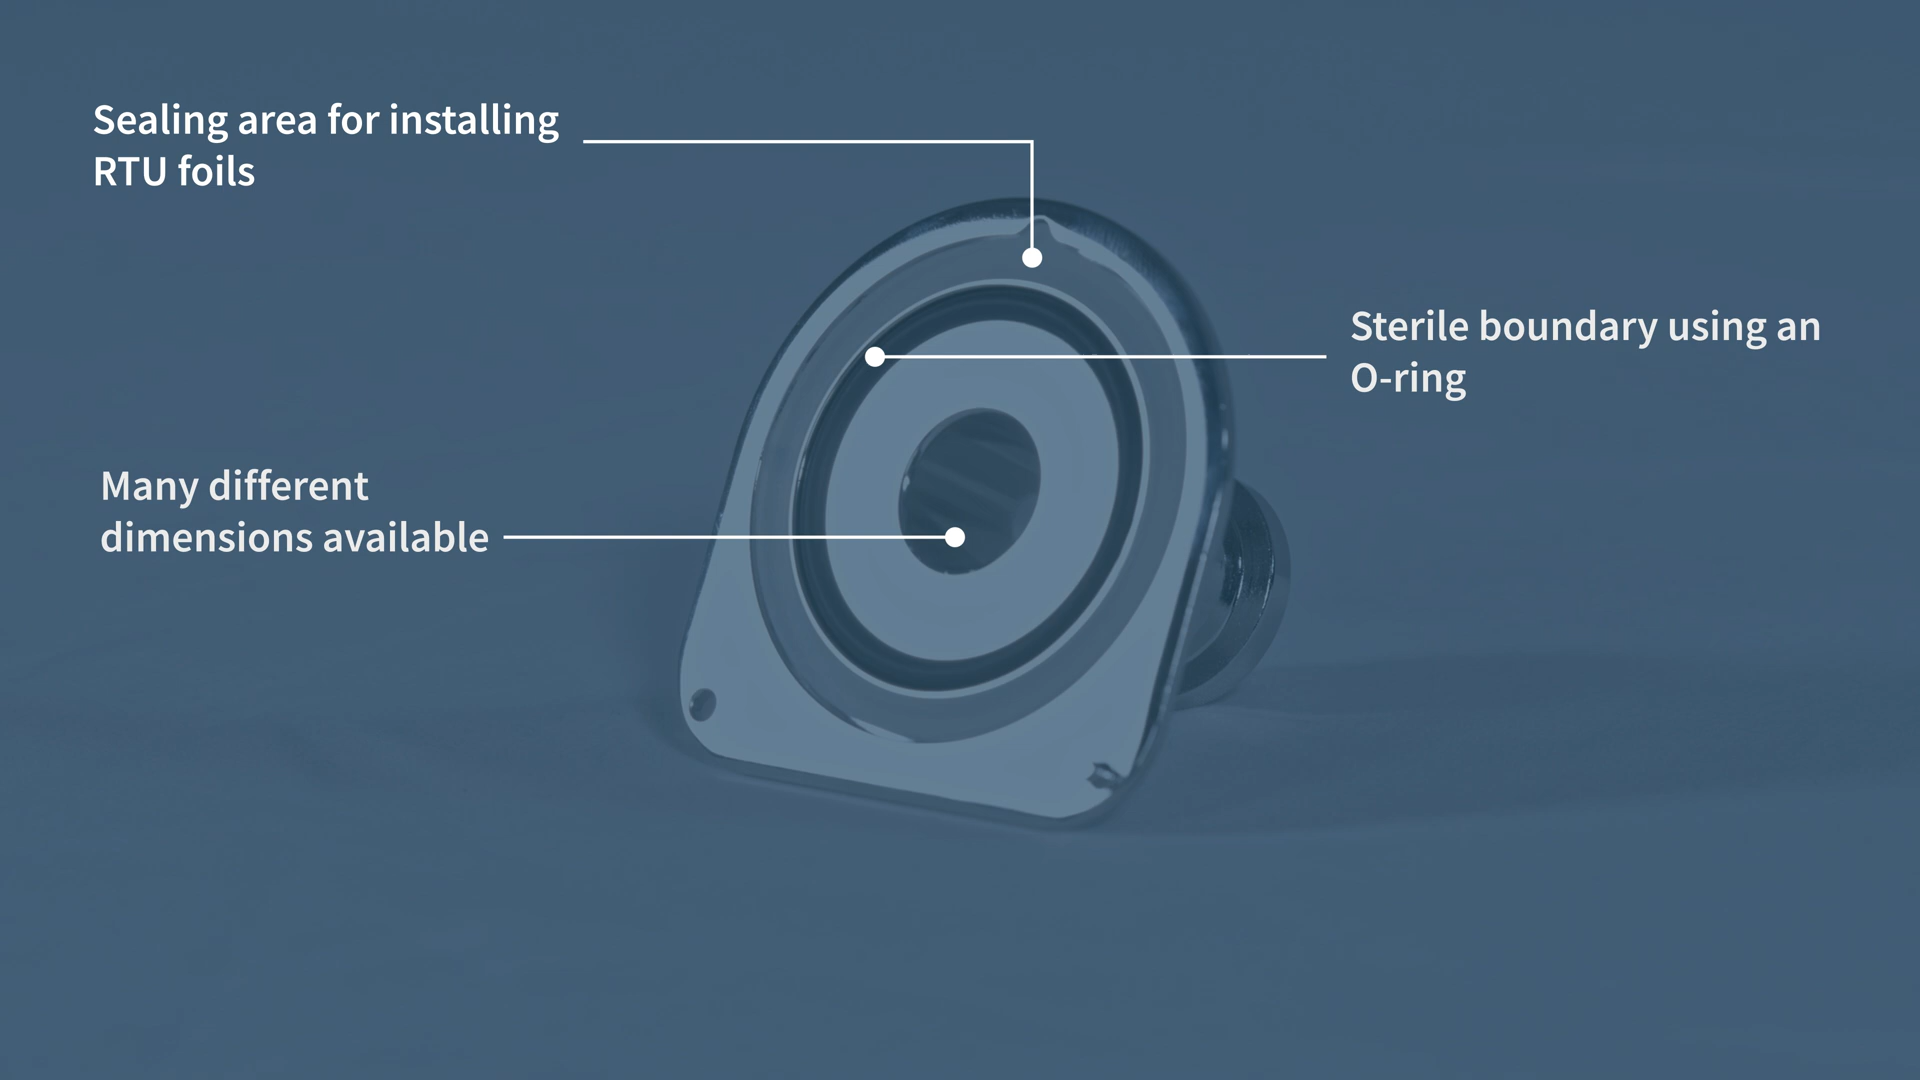 Sealing area for installing
RTU foils
Sterile boundary using an
O-ring
Many different
dimensions available